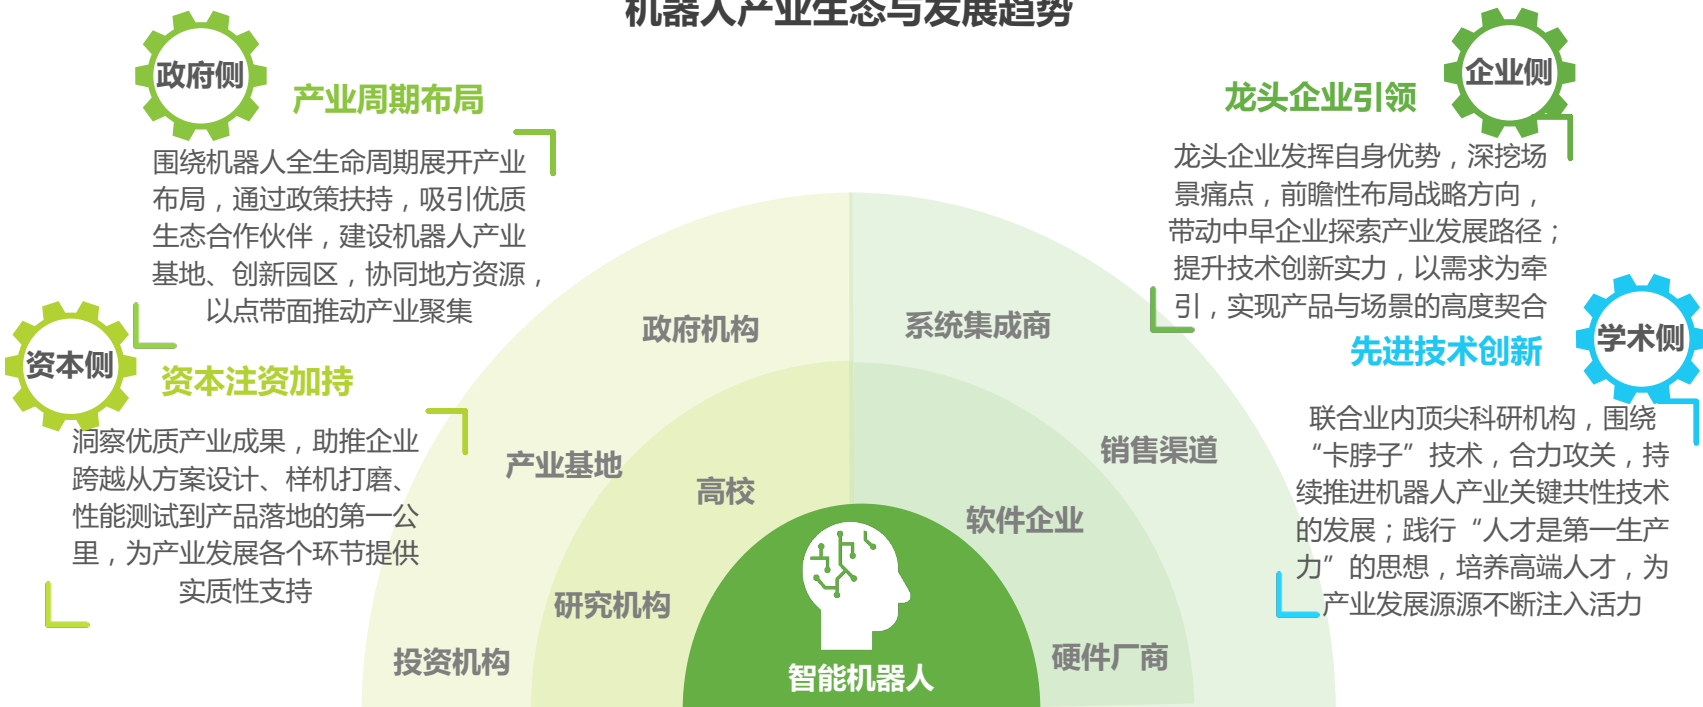 机器人产业生态与发展趋势
政府侧
产业周期布局
围绕机器人全生命周期展开产业
布局，通过政策扶持，吸引优质
生态合作伙伴，建设机器人产业
基地、创新园区，协同地方资源，
以点带面推动产业聚集
资本侧
资本注资加持
洞察优质产业成果，助推企业
跨越从方案设计、样机打磨、
性能测试到产品落地的第一公
里，为产业发展各个环节提供
实质性支持
企业侧
龙头企业引领
龙头企业发挥自身优势，深挖场
景痛点，前瞻性布局战略方向，
带动中早企业探索产业发展路径；
提升技术创新实力，以需求为牵
引，实现产品与场景的高度契合
学术侧
先进技术创新
联合业内顶尖科研机构，围绕
“卡脖子”技术，合力攻关，持
续推进机器人产业关键共性技术
的发展；践行“人才是第一生产
力”的思想，培养高端人才，为
产业发展源源不断注入活力
政府机构
系统集成商
产业基地
高校
销售渠道
软件企业
研究机构
投资机构
硬件厂商
智能机器人